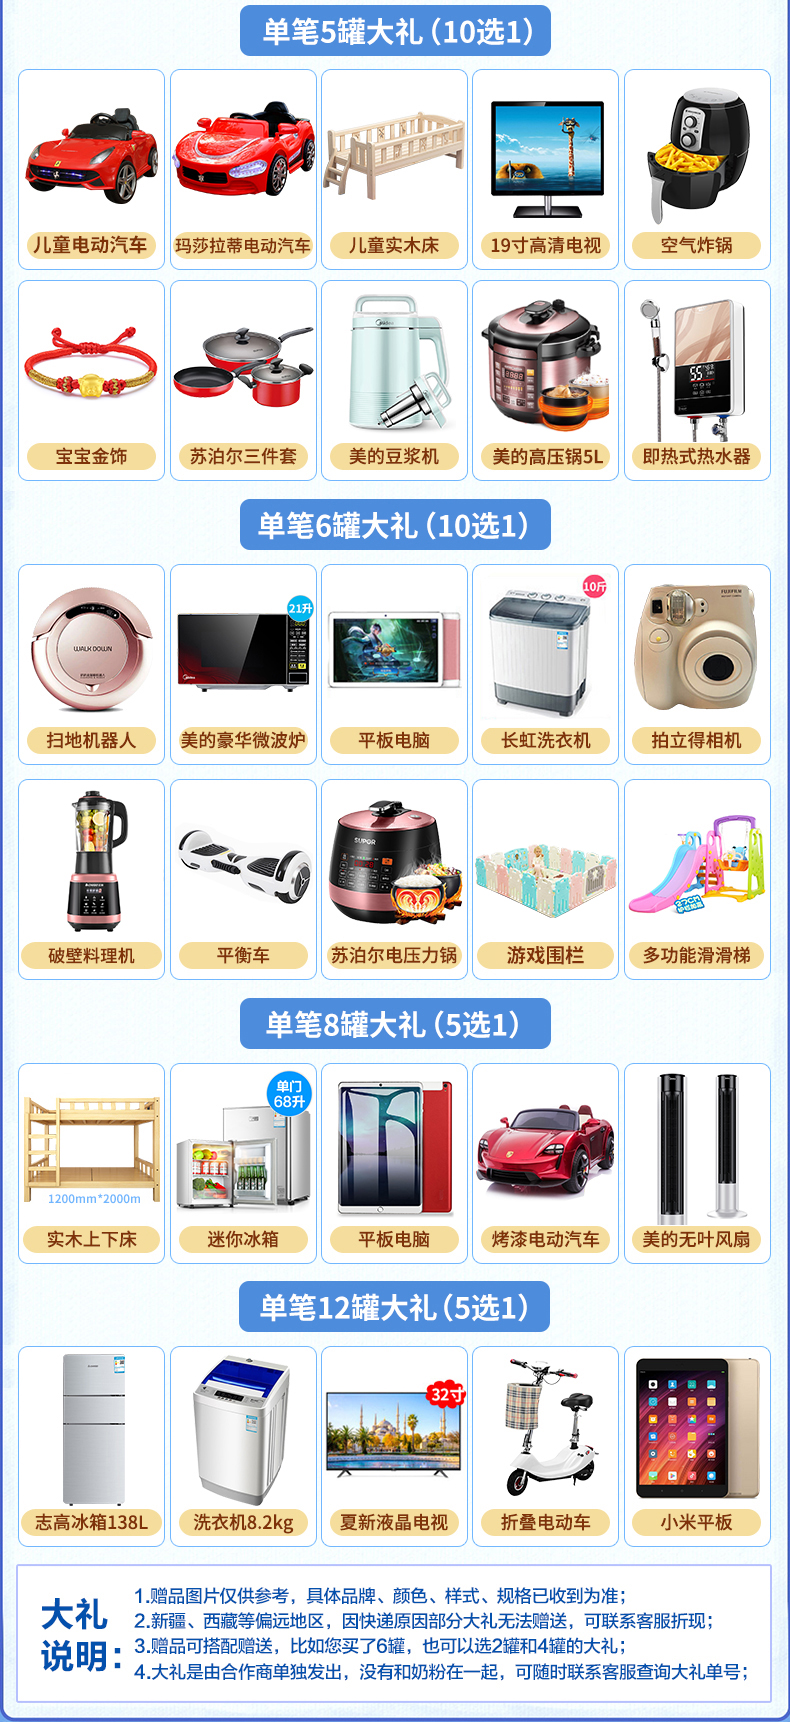 单笔5罐大礼（10选1）
儿童电动汽车
玛莎拉蒂电动汽车
儿童实木床
19寸高清电视
空气炸锅
Midea
55
宝宝金饰
苏泊尔三件套
美的豆浆机
美的高压锅5L
即热式热水器
单笔6罐大礼（10选1）
WALK DOWN
21升
Midea
10斤
FUJIFILM
扫地机器人
美的豪华微波炉
平板电脑
长虹洗衣机
拍立得相机
SUPOR
破壁料理机
平衡车
苏泊尔电压力锅
游戏围栏
多功能滑滑梯
单笔8罐大礼（5选1）
1200mm*2000m
单门
68升
实木上下床
迷你冰箱
平板电脑
烤漆电动汽车
美的无叶风扇
单笔12罐大礼（5选1）
32寸
志高冰箱138L
洗衣机8.2kg
夏新液晶电视
折叠电动车
小米平板
大礼
说明：
1.赠品图片仅供参考，具体品牌、颜色、样式、规格已收到为准；
2.新疆、西藏等偏远地区，因快递原因部分大礼无法赠送，可联系客服折现；
3.赠品可搭配赠送，比如您买了6罐，也可以选2罐和4罐的大礼；
4.大礼是由合作商单独发出，没有和奶粉在一起，可随时联系客服查询大礼单号；